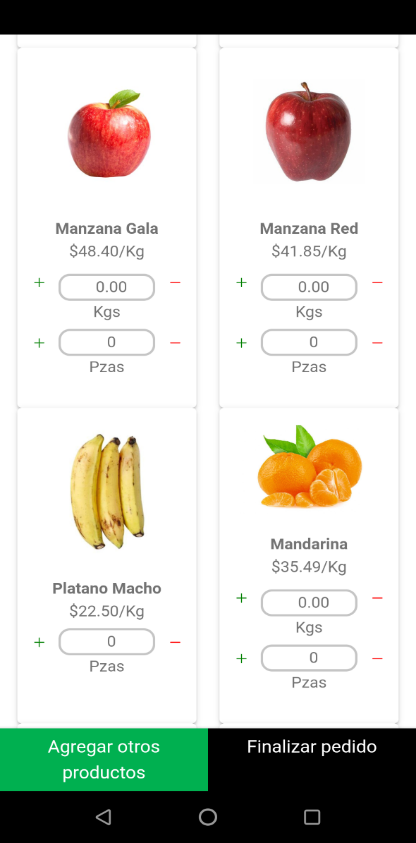 Manzana Gala
$48.40/Kg
+ 0.00 −
Kgs
+ 0 −
Pzas
Manzana Red
$41.85/Kg
+ 0.00 −
Kgs
+ 0 −
Pzas
Platano Macho
$22.50/Kg
+ 0 −
Pzas
Mandarina
$35.49/Kg
+ 0.00 −
Kgs
+ 0 −
Pzas
Agregar otros
productos
Finalizar pedido